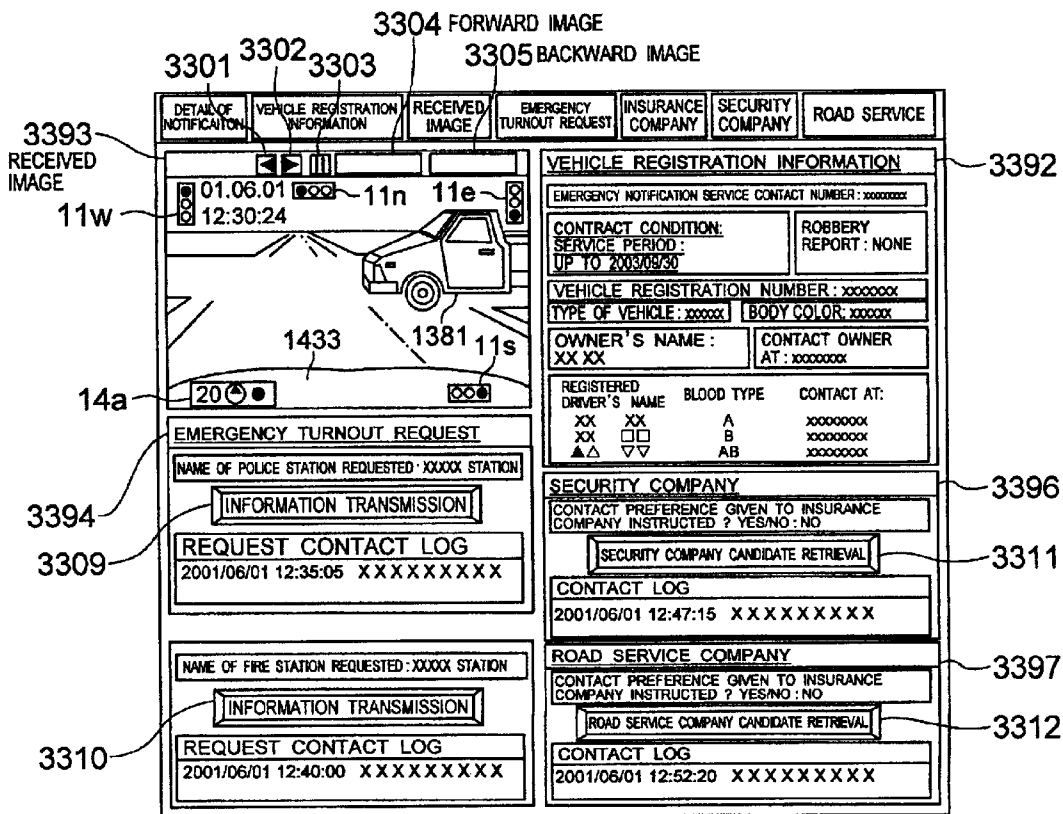 3304 FORWARD IMAGE
3305 BACKWARD IMAGE
3301
3302
3303
DETAIL OF NOTIFICAITON
VEHICLE REGISTRATION INFORMATION
RECEIVED IMAGE
EMERGENCY TURNOUT REQUEST
INSURANCE COMPANY
SECURITY COMPANY
ROAD SERVICE
3393
RECEIVED
IMAGE
11w
01.06.01
12:30:24
11n
11e
1381
1433
11s
14a
20
3394
EMERGENCY TURNOUT REQUEST
NAME OF POLICE STATION REQUESTED : XXXXX STATION
INFORMATION TRANSMISSION
3309
REQUEST CONTACT LOG
2001/06/01 12:35:05 XXXXXXXXX
NAME OF FIRE STATION REQUESTED : XXXXX STATION
INFORMATION TRANSMISSION
3310
REQUEST CONTACT LOG
2001/06/01 12:40:00 XXXXXXXXX
VEHICLE REGISTRATION INFORMATION
3392
EMERGENCY NOTIFICATION SERVICE CONTACT NUMBER : xxxxxxxx
CONTRACT CONDITION:
SERVICE PERIOD :
UP TO 2003/09/30
ROBBERY
REPORT : NONE
VEHICLE REGISTRATION NUMBER : xxxxxxx
TYPE OF VEHICLE : xxxxxx
BODY COLOR: xxxxxx
OWNER'S NAME :
XX XX
CONTACT OWNER
AT : xxxxxxxx
REGISTERED
DRIVER'S NAME BLOOD TYPE CONTACT AT:
XX XX A xxxxxxxx
XX □□ B xxxxxxxx
▲△ ▽▽ AB xxxxxxxx
SECURITY COMPANY
3396
CONTACT PREFERENCE GIVEN TO INSURANCE
COMPANY INSTRUCTED ? YES/NO : NO
SECURITY COMPANY CANDIDATE RETRIEVAL
3311
CONTACT LOG
2001/06/01 12:47:15 XXXXXXXXX
ROAD SERVICE COMPANY
3397
CONTACT PREFERENCE GIVEN TO INSURANCE
COMPANY INSTRUCTED ? YES/NO : NO
ROAD SERVICE COMPANY CANDIDATE RETRIEVAL
3312
CONTACT LOG
2001/06/01 12:52:20 XXXXXXXXX